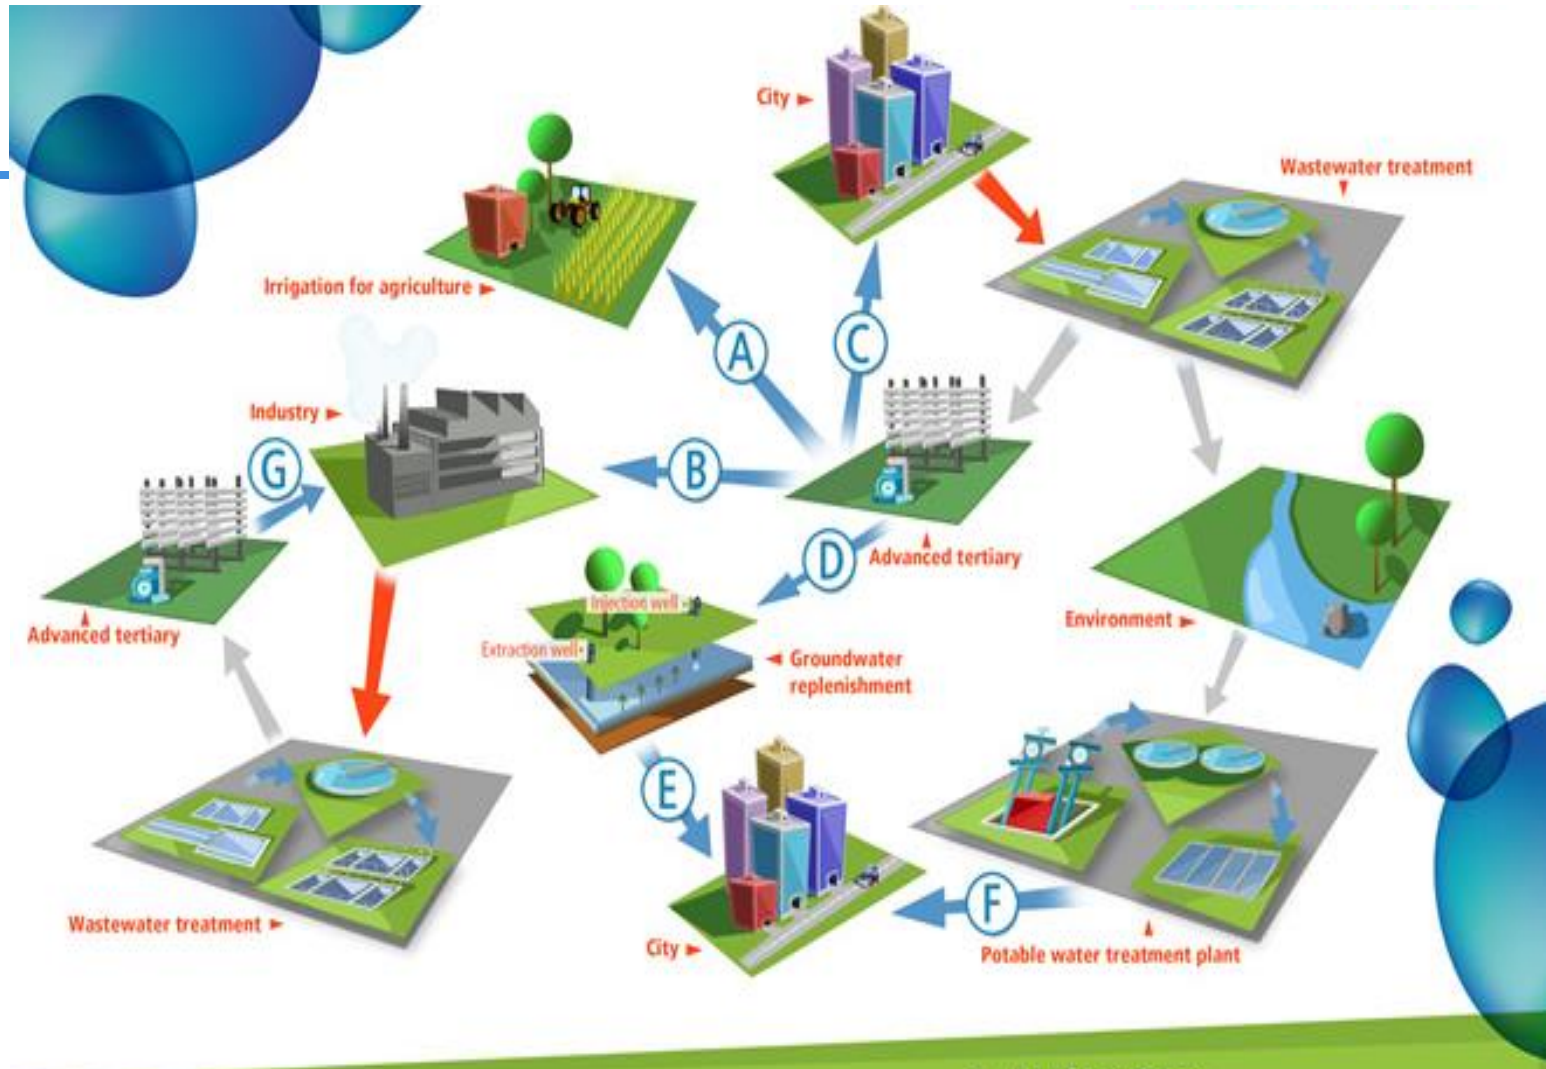 City
Wastewater treatment
Irrigation for agriculture
A
C
Industry
G
B
Advanced tertiary
D
Advanced tertiary
Injection well
Extraction well
Groundwater
replenishment
Environment
E
F
Wastewater treatment
City
Potable water treatment plant